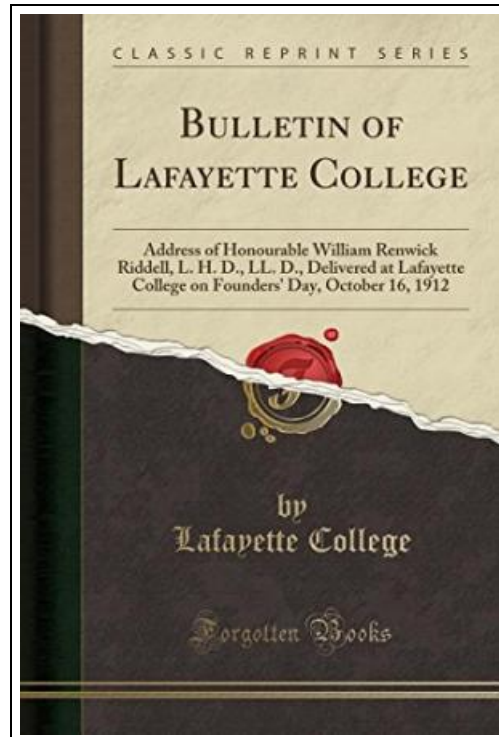 CLASSIC REPRINT SERIES
BULLETIN OF
LAFAYETTE COLLEGE
Address of Honourable William Renwick
Riddell, L. H. D., LL. D., Delivered at Lafayette
College on Founders' Day, October 16, 1912
F
by
Lafayette College
Forgotten Books